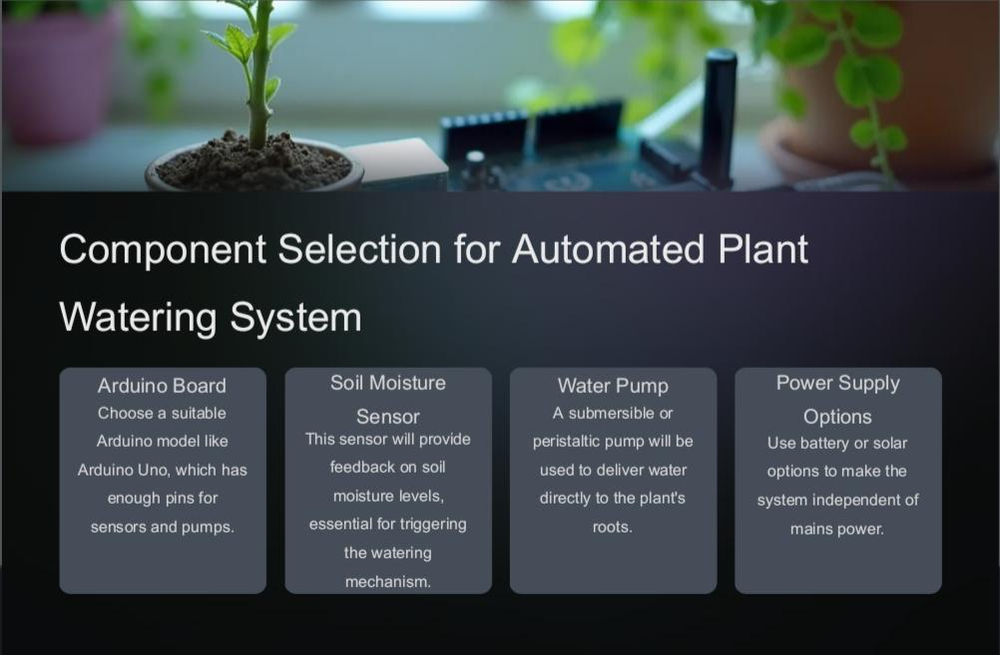 Component Selection for Automated Plant
Watering System
Arduino Board
Choose a suitable
Arduino model like
Arduino Uno, which has
enough pins for
sensors and pumps.
Soil Moisture
Sensor
This sensor will provide
feedback on soil
moisture levels,
essential for triggering
the watering
mechanism.
Water Pump
A submersible or
peristaltic pump will be
used to deliver water
directly to the plant's
roots.
Power Supply
Options
Use battery or solar
options to make the
system independent of
mains power.